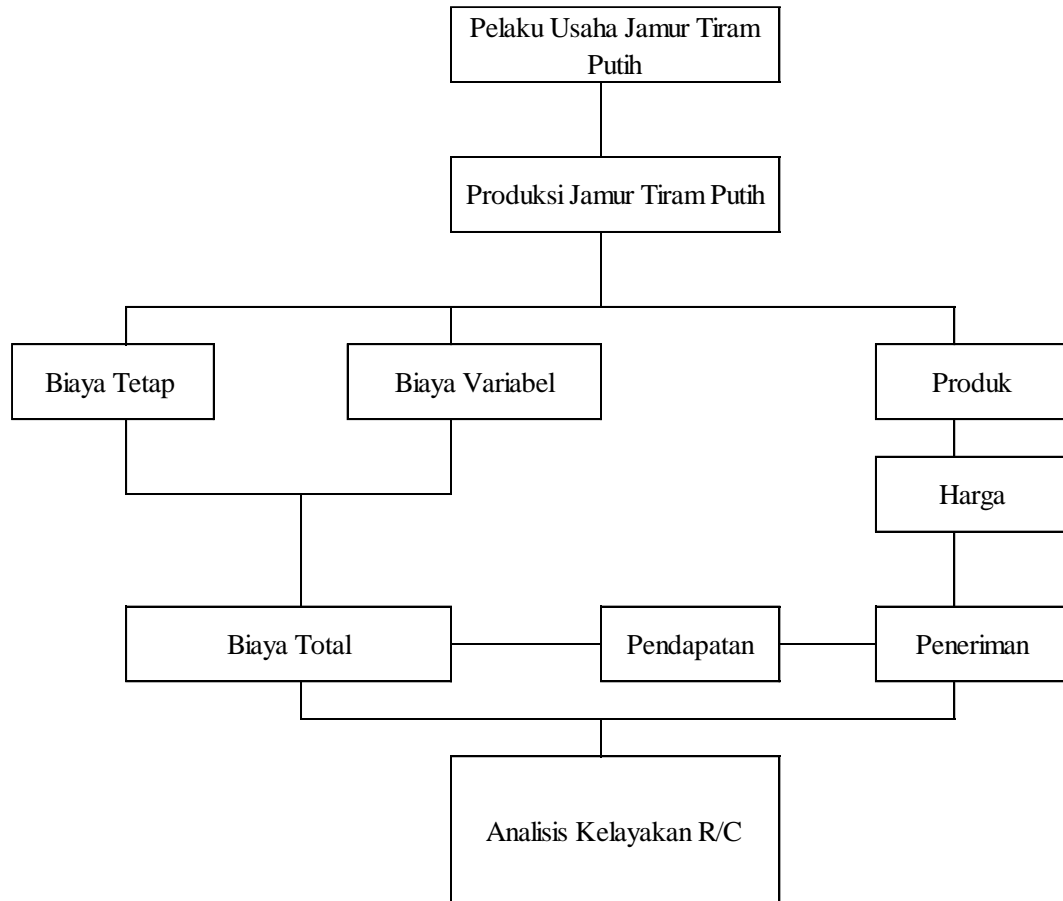 Pelaku Usaha Jamur Tiram
Putih
Produksi Jamur Tiram Putih
Biaya Tetap
Biaya Variabel
Produk
Harga
Biaya Total
Pendapatan
Peneriman
Analisis Kelayakan R/C